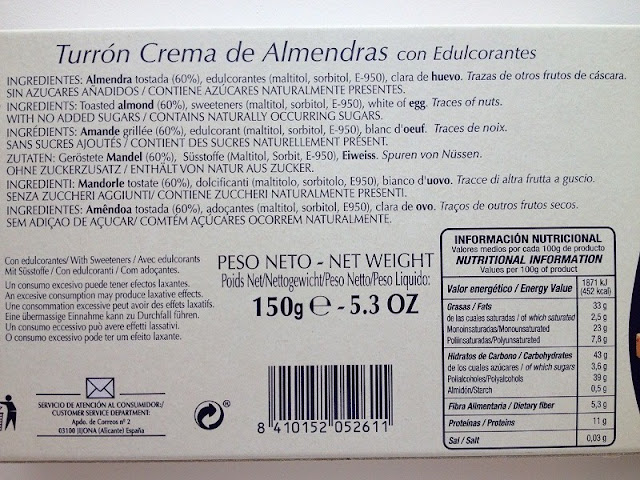 Turrón Crema de Almendras con Edulcorantes
INGREDIENTES: Almendra tostada (60%), edulcorantes (maltitol, sorbitol, E-950), clara de huevo. Trazas de otros frutos de cáscara.
SIN AZUCARES AÑADIDOS / CONTIENE AZÚCARES NATURALMENTE PRESENTES.
INGREDIENTS: Toasted almond (60%), sweeteners (maltitol, sorbitol, E-950), white of egg. Traces of nuts.
WITH NO ADDED SUGARS / CONTAINS NATURALLY OCCURRING SUGARS.
INGRÉDIENTS: Amande grillée (60%), edulcorant (maltitol, sorbitol, E-950), blanc d'oeuf. Traces de noix.
SANS SUCRES AJOUTÉS / CONTIENT DES SUCRES NATURELLEMENT PRÉSENT.
ZUTATEN: Geröstete Mandel (60%), Süsstoffe (Maltitol, Sorbit, E-950), Eiweiss. Spuren von Nüssen.
OHNE ZUCKERZUSATZ / ENTHÄLT VON NATUR AUS ZUCKER.
INGREDIENTI: Mandorle tostate (60%), dolcificanti (maltitolo, sorbitolo, E-950), bianco d'uovo. Tracce di altra frutta a guscio.
SENZA ZUCCHERI AGGIUNTI/ CONTIENE ZUCCHERI NATURALMENTE PRESENTI.
INGREDIENTES: Amêndoa tostada (60%), adoçantes (maltitol, sorbitol, E-950), clara de ovo. Traços de outros frutos secos.
SEM ADIÇAO DE AÇUCAR/ COMTÉM AÇUCARES OCORREM NATURALMENTE.
Con edulcorantes/ With Sweeteners / Avec edulcorants
Mit Süsstoffe / Con edulcoranti / Com adoçantes.
Un consumo excesivo puede tener efectos laxantes.
An excessive consumption may produce laxative effects.
Une consommation excessive peut avoir des effets laxatifs.
Eine übermassige Einnahme kann zu Durchfall führen.
Un consumo eccessivo può avere effetti lassativi.
O consumo excessivo pode ter um efeito laxante.
PESO NETO - NET WEIGHT
Poids Net/Nettogewicht/Peso Netto/Peso Liquido:
150g e - 5.3 OZ
SERVICIO DE ATENCIÓN AL CONSUMIDOR:/
CUSTOMER SERVICE DEPARTMENT:
Apdo. de Correos nº 2
03100 JIJONA (Alicante) España
8 410152 052611
INFORMACIÓN NUTRICIONAL
Valores medios por cada 100g de producto
NUTRITIONAL INFORMATION
Values per 100g of product
Valor energético / Energy Value 1871 kJ
(452 kcal)
Grasas / Fats 33 g
de las cuales saturadas / of which saturated 2,5 g
Monoinsaturadas/Monounsaturated 23 g
Poliinsaturadas/Polyunsaturated 7,8 g
Hidratos de Carbono / Carbohydrates 43 g
de los cuales azúcares / of which sugars 3,6 g
Polialcoholes/Polyalcohols 39 g
Almidón/Starch 0,5 g
Fibra Alimentaria / Dietary fiber 5,3 g
Proteínas / Proteins 11 g
Sal / Salt 0,03 g